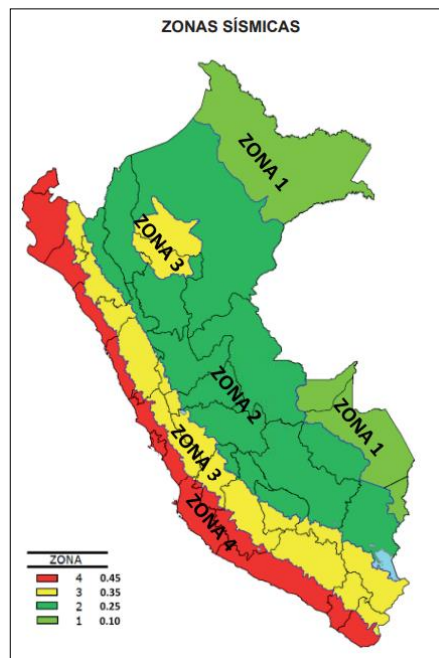 ZONAS SÍSMICAS
ZONA 1
ZONA 3
ZONA 2
ZONA 1
ZONA 3
ZONA 4
ZONA
4 0.45
3 0.35
2 0.25
1 0.10